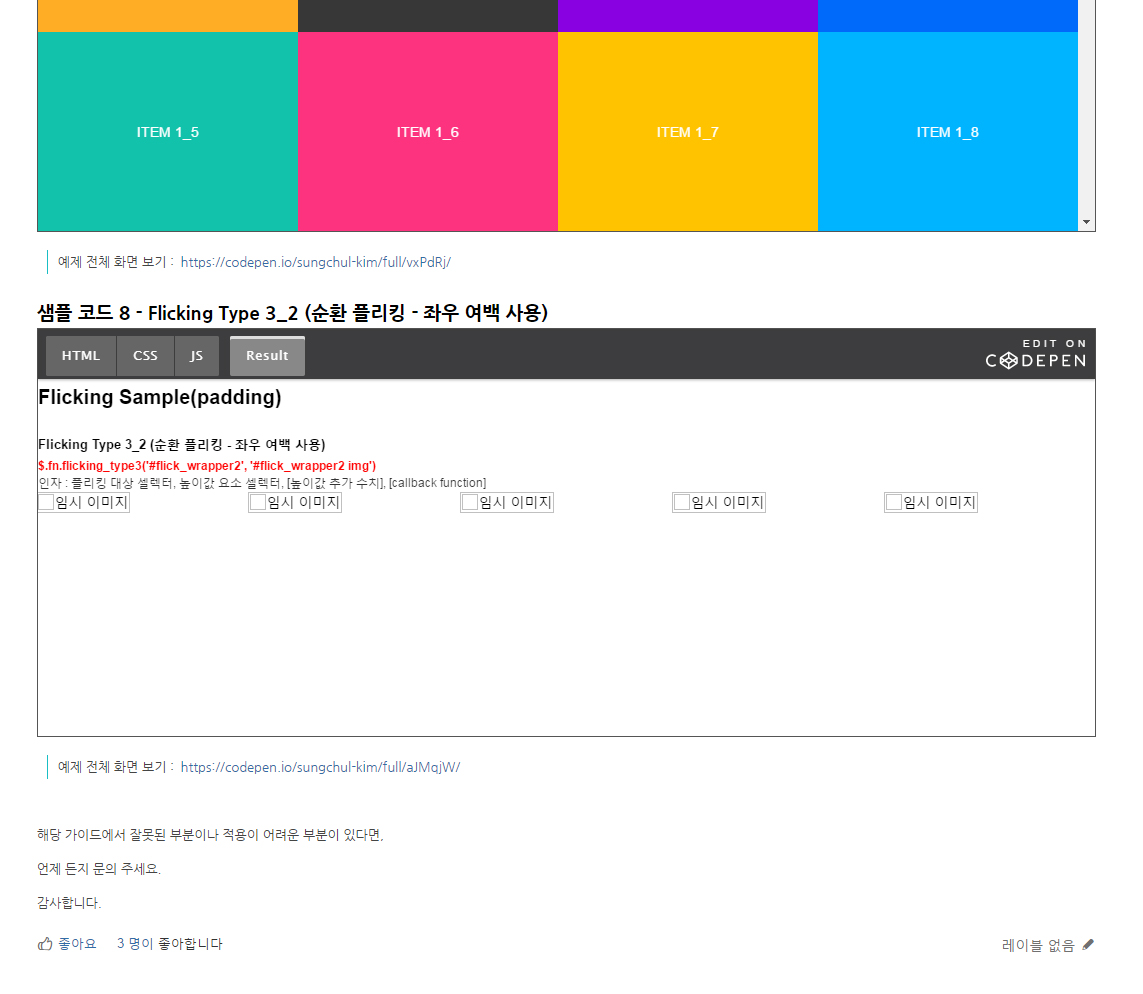 ITEM 1_5
ITEM 1_6
ITEM 1_7
ITEM 1_8
예제 전체 화면 보기 : https://codepen.io/sungchul-kim/full/vxPdRj/
샘플 코드 8 - Flicking Type 3_2 (순환 플리킹 - 좌우 여백 사용)
HTML CSS JS Result
EDIT ON
CODEPEN
Flicking Sample(padding)
Flicking Type 3_2 (순환 플리킹 - 좌우 여백 사용)
$.fn.flicking_type3('#flick_wrapper2', '#flick_wrapper2 img')
인자 : 플리킹 대상 셀렉터, 높이값 요소 셀렉터, [높이값 추가 수치], [callback function]
임시 이미지 임시 이미지 임시 이미지 임시 이미지 임시 이미지
예제 전체 화면 보기 : https://codepen.io/sungchul-kim/full/aJMqjW/
해당 가이드에서 잘못된 부분이나 적용이 어려운 부분이 있다면,
언제 든지 문의 주세요.
감사합니다.
좋아요 3 명이 좋아합니다
레이블 없음